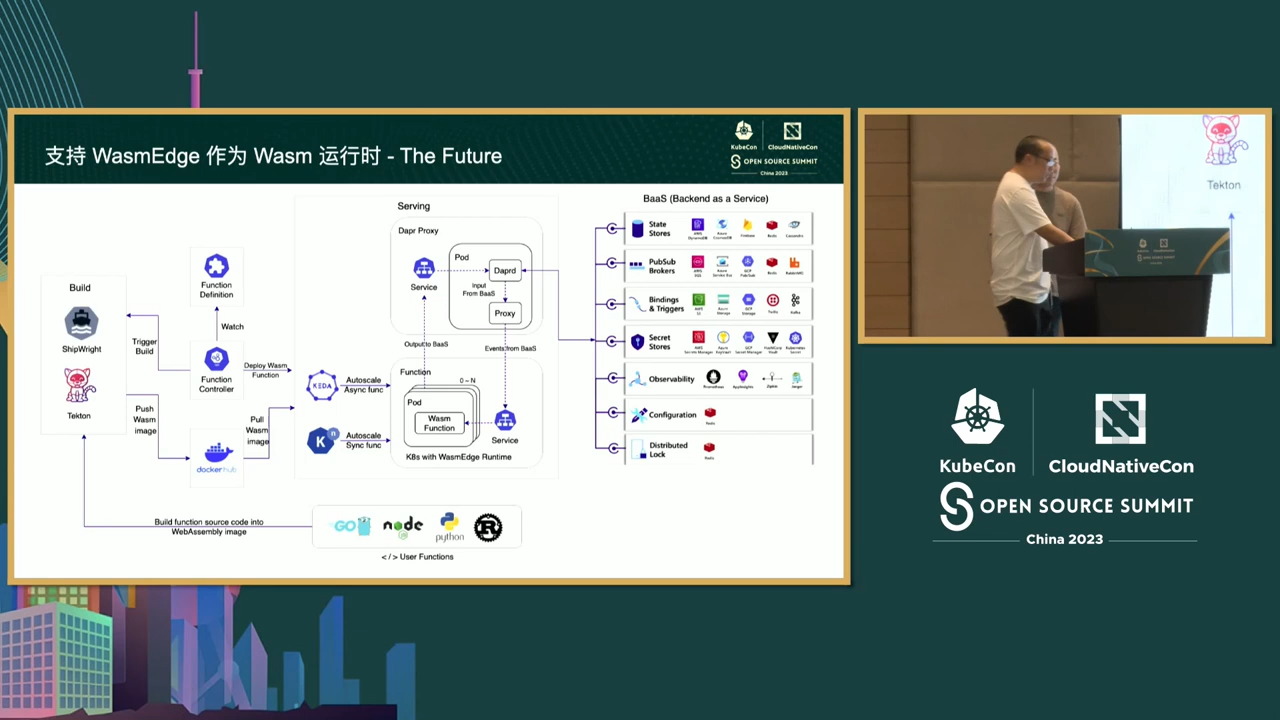 支持 WasmEdge 作为 Wasm 运行时 - The Future
KubeCon
CloudNativeCon
OPEN SOURCE SUMMIT
China 2023
Build
ShipWright
Tekton
Function
Definition
Watch
Trigger
Build
Function
Controller
Deploy Wasm
Function
Push
Wasm
image
Pull
Wasm
image
dockerhub
Serving
Dapr Proxy
Pod
Service
Daprd
Input
From BaaS
Proxy
Output to BaaS
Events from BaaS
KEDA
Autoscale
Async func
K n
Autoscale
Sync func
Function
0 – N
Pod
Wasm
Function
Service
K8s with WasmEdge Runtime
BaaS (Backend as a Service)
State
Stores
PubSub
Brokers
Bindings
& Triggers
Secret
Stores
Observability
Configuration
Distributed
Lock
Build function source code into
WebAssembly image
GO
node
python
R
</> User Functions
Tekton
KubeCon
CloudNativeCon
OPEN SOURCE SUMMIT
China 2023